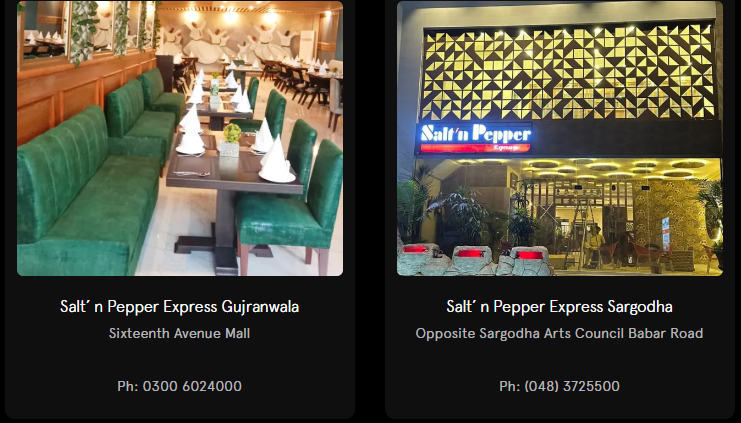 Salt'n Pepper
Express
Salt' n Pepper Express Gujranwala
Sixteenth Avenue Mall
Ph: 0300 6024000
Salt' n Pepper Express Sargodha
Opposite Sargodha Arts Council Babar Road
Ph: (048) 3725500